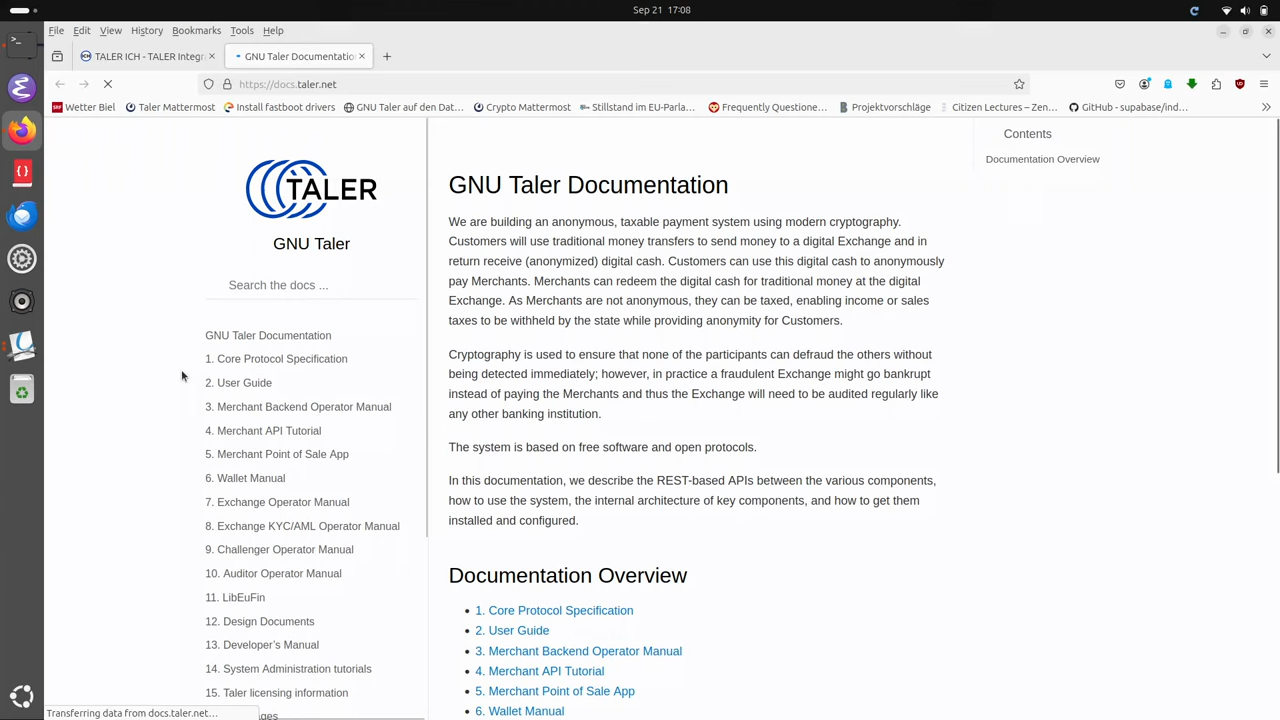 Sep 21 17:08
File Edit View History Bookmarks Tools Help
TALER ICH - TALER Integr
GNU Taler Documentatio
https://docs.taler.net
Wetter Biel
Taler Mattermost
Install fastboot drivers
GNU Taler auf den Dat...
Crypto Mattermost
Stillstand im EU-Parla...
Frequently Questione...
Projektvorschläge
Citizen Lectures – Zen...
GitHub - supabase/ind...
TALER
GNU Taler
Search the docs ...
GNU Taler Documentation
1. Core Protocol Specification
2. User Guide
3. Merchant Backend Operator Manual
4. Merchant API Tutorial
5. Merchant Point of Sale App
6. Wallet Manual
7. Exchange Operator Manual
8. Exchange KYC/AML Operator Manual
9. Challenger Operator Manual
10. Auditor Operator Manual
11. LibEuFin
12. Design Documents
13. Developer's Manual
14. System Administration tutorials
15. Taler licensing information
Transferring data from docs.taler.net...
GNU Taler Documentation
We are building an anonymous, taxable payment system using modern cryptography.
Customers will use traditional money transfers to send money to a digital Exchange and in
return receive (anonymized) digital cash. Customers can use this digital cash to anonymously
pay Merchants. Merchants can redeem the digital cash for traditional money at the digital
Exchange. As Merchants are not anonymous, they can be taxed, enabling income or sales
taxes to be withheld by the state while providing anonymity for Customers.
Cryptography is used to ensure that none of the participants can defraud the others without
being detected immediately; however, in practice a fraudulent Exchange might go bankrupt
instead of paying the Merchants and thus the Exchange will need to be audited regularly like
any other banking institution.
The system is based on free software and open protocols.
In this documentation, we describe the REST-based APIs between the various components,
how to use the system, the internal architecture of key components, and how to get them
installed and configured.
Documentation Overview
1. Core Protocol Specification
2. User Guide
3. Merchant Backend Operator Manual
4. Merchant API Tutorial
5. Merchant Point of Sale App
6. Wallet Manual
Contents
Documentation Overview